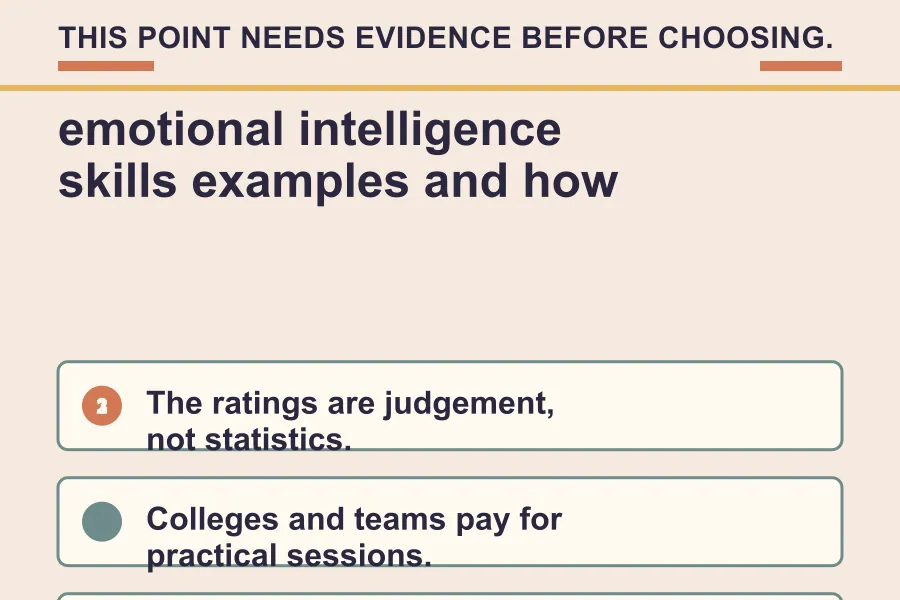 THIS POINT NEEDS EVIDENCE BEFORE CHOOSING.
emotional intelligence
skills examples and how
The ratings are judgement,
not statistics.
Colleges and teams pay for
practical sessions.